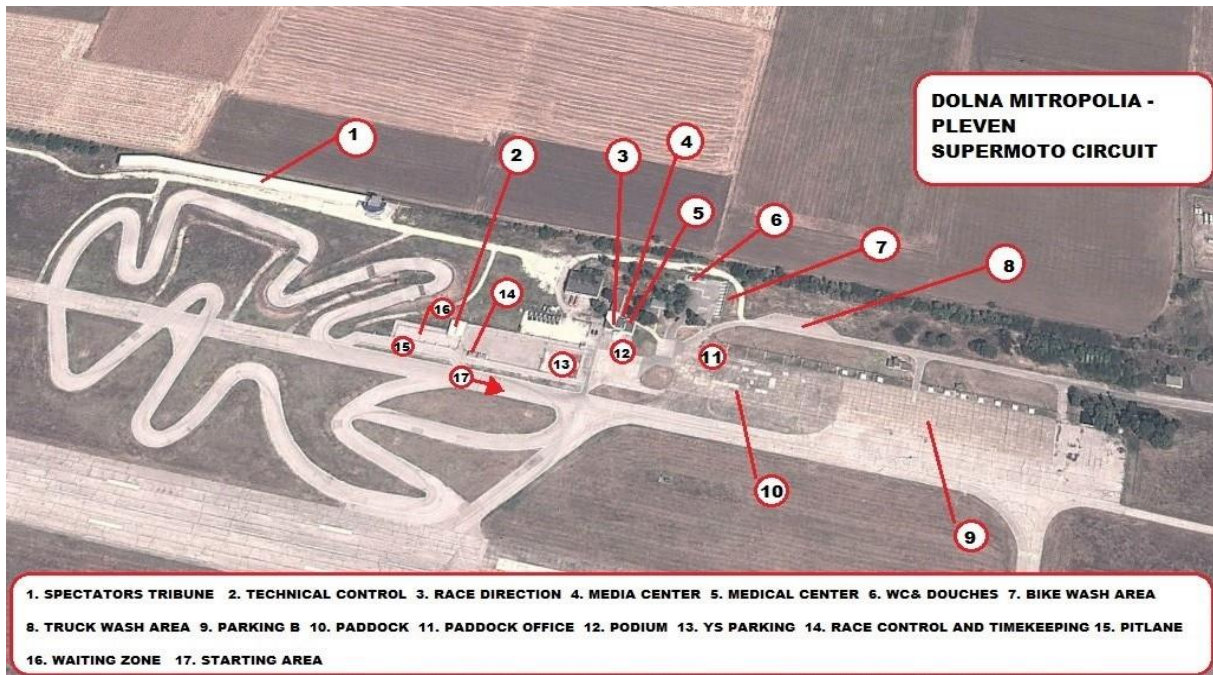 DOLNA MITROPOLIA -
PLEVEN
SUPERMOTO CIRCUIT
1
2
3
4
5
6
7
8
16
14
15
13
12
11
17
10
9
1. SPECTATORS TRIBUNE 2. TECHNICAL CONTROL 3. RACE DIRECTION 4. MEDIA CENTER 5. MEDICAL CENTER 6. WC& DOUCHES 7. BIKE WASH AREA
8. TRUCK WASH AREA 9. PARKING B 10. PADDOCK 11. PADDOCK OFFICE 12. PODIUM 13. YS PARKING 14. RACE CONTROL AND TIMEKEEPING 15. PITLANE
16. WAITING ZONE 17. STARTING AREA